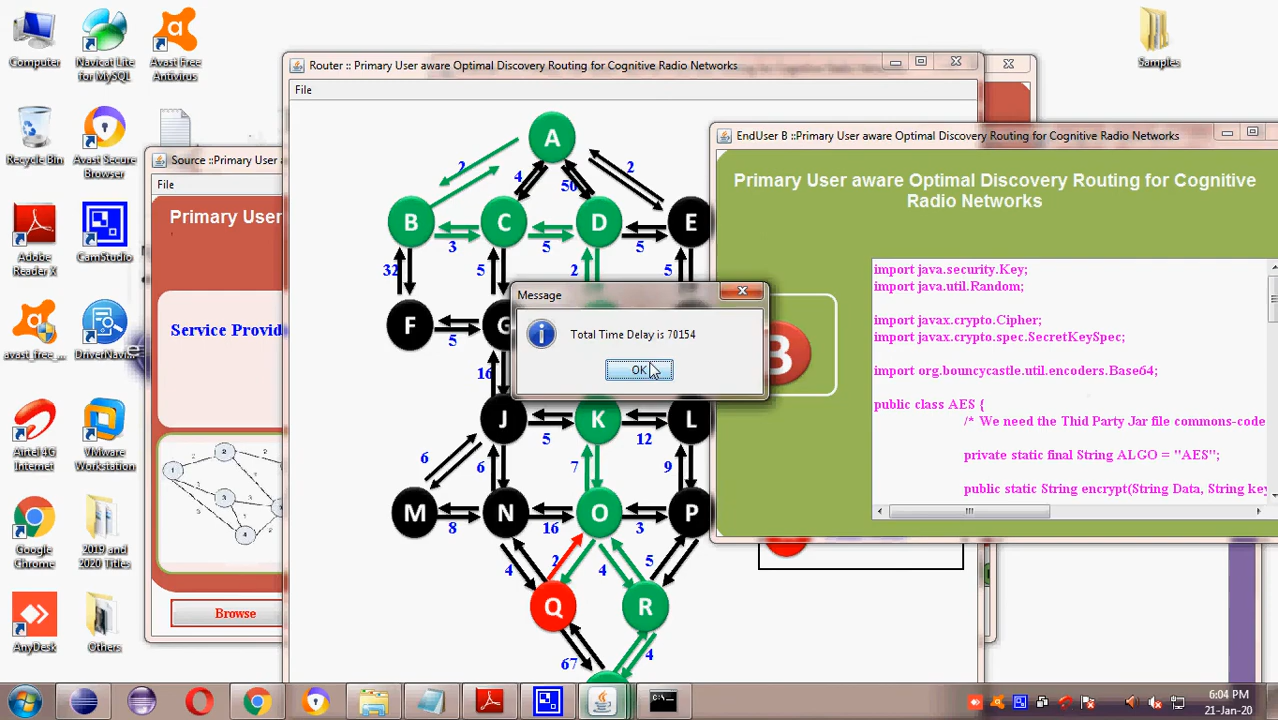 Computer
Navicat Lite
for MySQL
Avast Free
Antivirus
Samples
Recycle Bin
Avast Secure
Browser
Adobe
Reader X
CamStudio
avast_free_...
DriverNavi...
Airtel 4G
Internet
VMware
Workstation
Google
Chrome
2019 and
2020 Titles
AnyDesk
Others
Source ::Primary User
File
Primary User
Service Provid
1
2
3
4
Browse
Router :: Primary User aware Optimal Discovery Routing for Cognitive Radio Networks
File
A
2
4
50
2
B
C
D
E
3
5
5
32
5
2
5
F
G
5
16
J
K
L
5
12
6
6
7
9
M
N
O
P
8
16
3
4
2
4
5
Q
R
67
4
EndUser B ::Primary User aware Optimal Discovery Routing for Cognitive Radio Networks
Primary User aware Optimal Discovery Routing for Cognitive
Radio Networks
B
import java.security.Key;
import java.util.Random;
import javax.crypto.Cipher;
import javax.crypto.spec.SecretKeySpec;
import org.bouncycastle.util.encoders.Base64;
public class AES {
/* We need the Thid Party Jar file commons-code
private static final String ALGO = "AES";
public static String encrypt(String Data, String key
Message
Total Time Delay is 70154
OK
6:04 PM
21-Jan-20